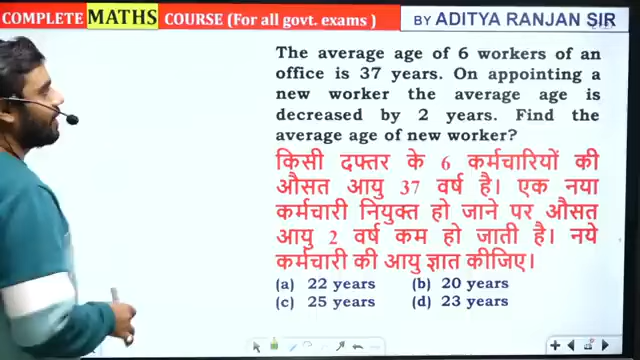 COMPLETE MATHS COURSE (For all govt. exams ) BY ADITYA RANJAN SIR
The average age of 6 workers of an
office is 37 years. On appointing a
new worker the average age is
decreased by 2 years. Find the
average age of new worker?
किसी दफ्तर के 6 कर्मचारियों की
औसत आयु 37 वर्ष है। एक नया
कर्मचारी नियुक्त हो जाने पर औसत
आयु 2 वर्ष कम हो जाती है। नये
कर्मचारी की आयु ज्ञात कीजिए।
(a) 22 years (b) 20 years
(c) 25 years (d) 23 years